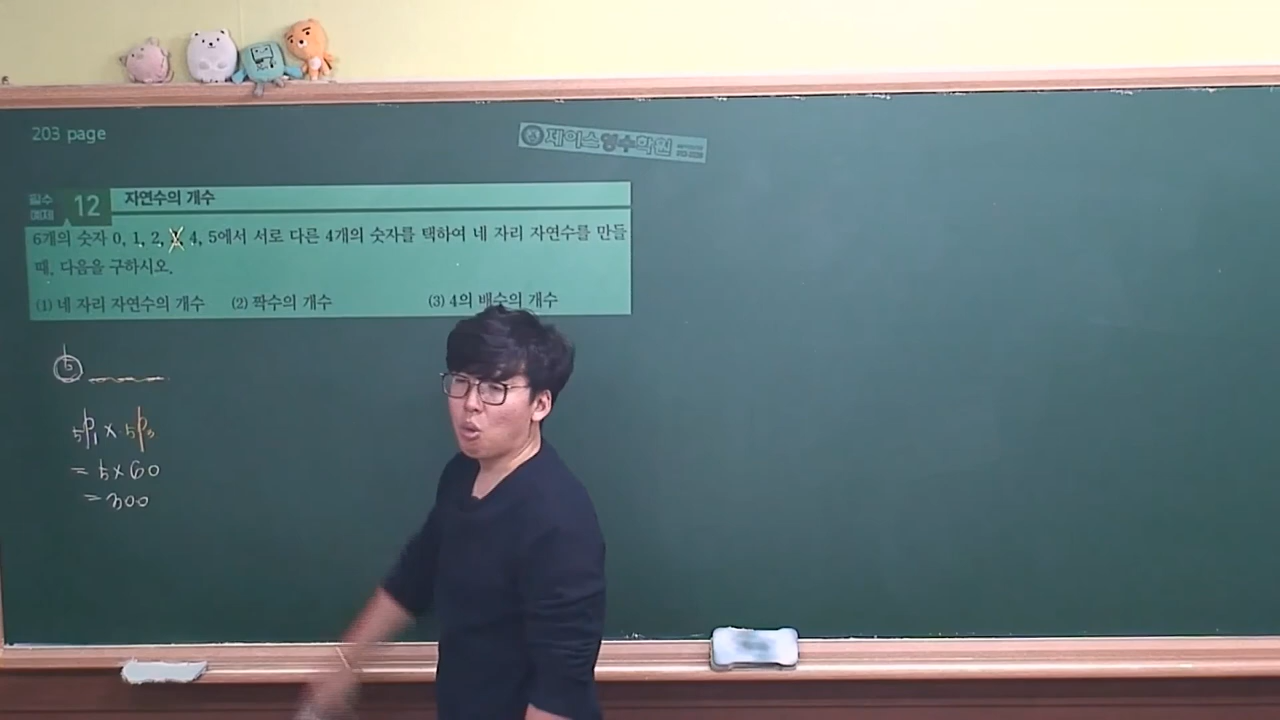 203 page
제이스영수학원
필수
예제 12 자연수의 개수
6개의 숫자 0, 1, 2, 3, 4, 5에서 서로 다른 4개의 숫자를 택하여 네 자리 자연수를 만들
때, 다음을 구하시오.
(1) 네 자리 자연수의 개수 (2) 짝수의 개수 (3) 4의 배수의 개수
5
₅P₁ × ₅P₃
= 5×60
= 300